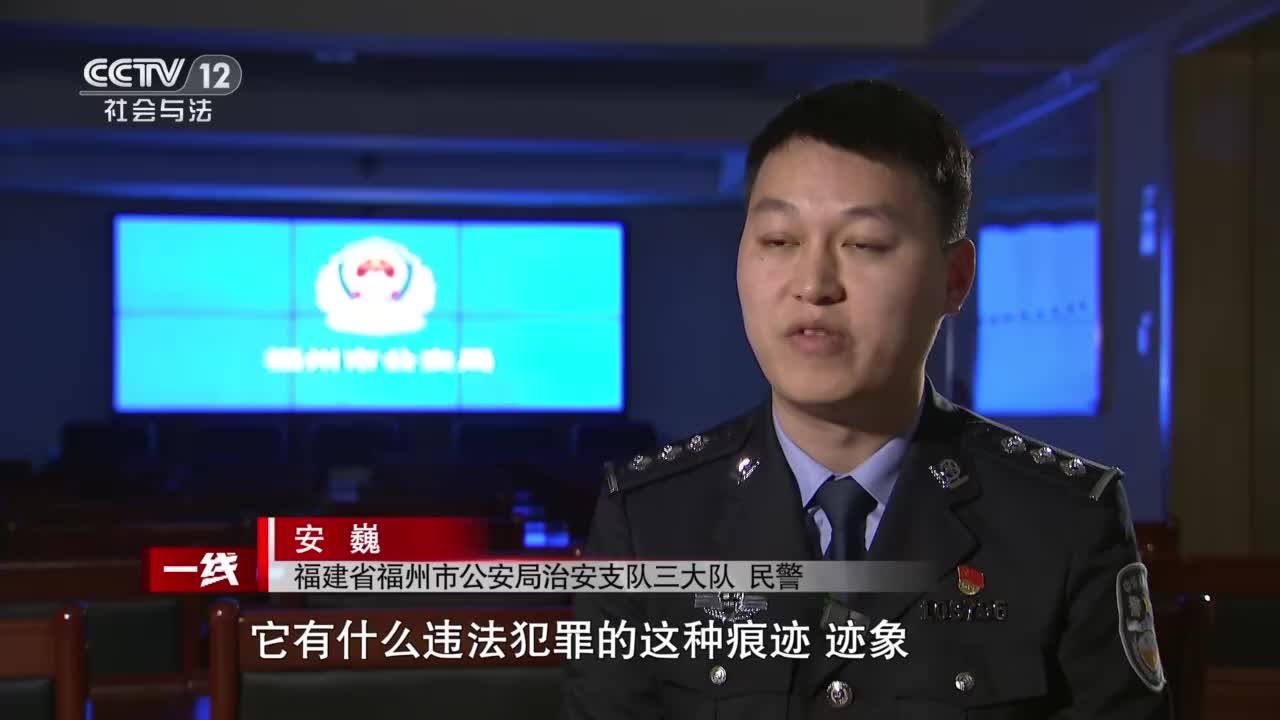 CCTV 12
社会与法
福州市公安局
安 巍
一线
福建省福州市公安局治安支队三大队 民警
它有什么违法犯罪的这种痕迹 迹象